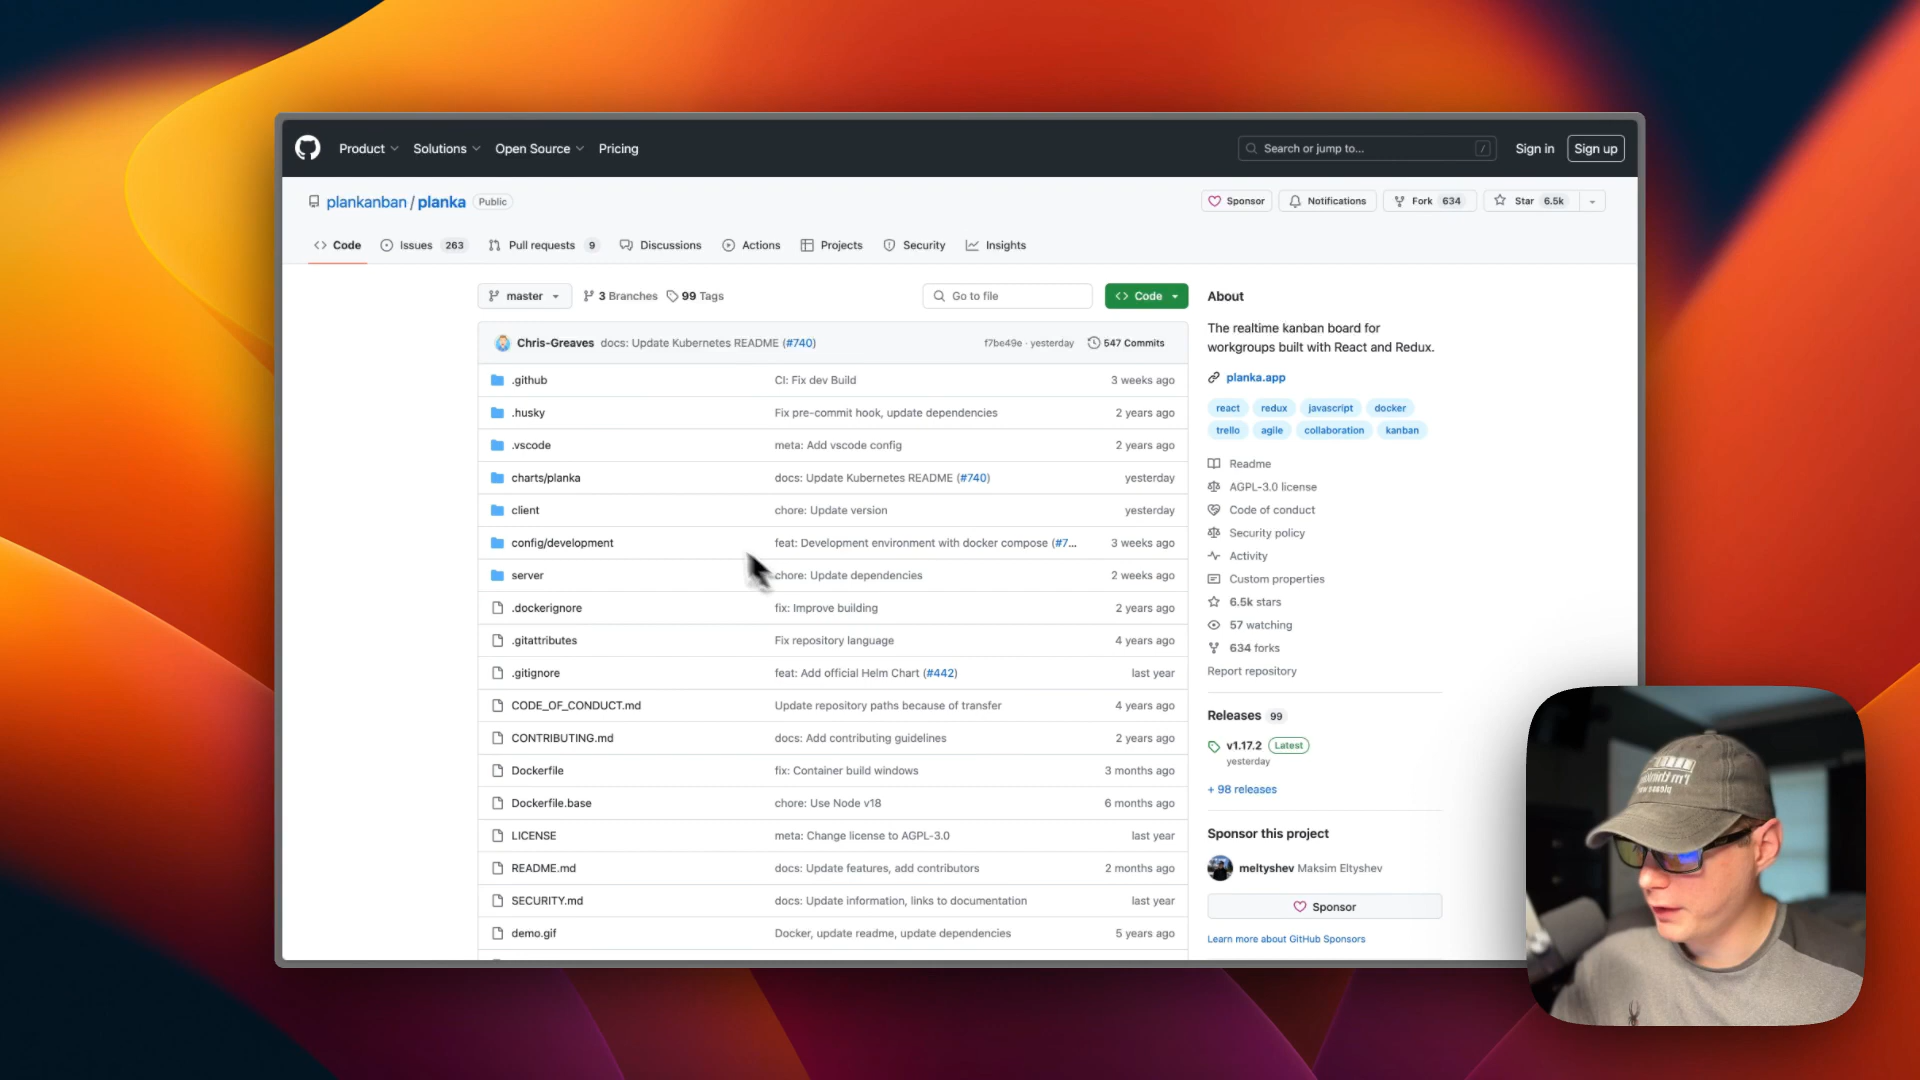 Product Solutions Open Source Pricing Search or jump to... / Sign in Sign up
plankanban / planka Public Sponsor Notifications Fork 634 Star 6.5k
Code Issues 263 Pull requests 9 Discussions Actions Projects Security Insights
master 3 Branches 99 Tags Go to file Code
Chris-Greaves docs: Update Kubernetes README (#740) f7be49e · yesterday 547 Commits
.github CI: Fix dev Build 3 weeks ago
.husky Fix pre-commit hook, update dependencies 2 years ago
.vscode meta: Add vscode config 2 years ago
charts/planka docs: Update Kubernetes README (#740) yesterday
client chore: Update version yesterday
config/development feat: Development environment with docker compose (#7... 3 weeks ago
server chore: Update dependencies 2 weeks ago
.dockerignore fix: Improve building 2 years ago
.gitattributes Fix repository language 4 years ago
.gitignore feat: Add official Helm Chart (#442) last year
CODE_OF_CONDUCT.md Update repository paths because of transfer 4 years ago
CONTRIBUTING.md docs: Add contributing guidelines 2 years ago
Dockerfile fix: Container build windows 3 months ago
Dockerfile.base chore: Use Node v18 6 months ago
LICENSE meta: Change license to AGPL-3.0 last year
README.md docs: Update features, add contributors 2 months ago
SECURITY.md docs: Update information, links to documentation last year
demo.gif Docker, update readme, update dependencies 5 years ago
About
The realtime kanban board for
workgroups built with React and Redux.
planka.app
react redux javascript docker
trello agile collaboration kanban
Readme
AGPL-3.0 license
Code of conduct
Security policy
Activity
Custom properties
6.5k stars
57 watching
634 forks
Report repository
Releases 99
v1.17.2 Latest
yesterday
+ 98 releases
Sponsor this project
meltyshev Maksim Eltyshev
Sponsor
Learn more about GitHub Sponsors